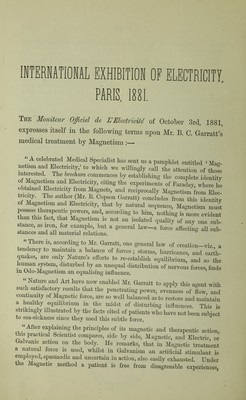 INTERNATIONAL EXHIBITION OF ELECTRICITY,
PARIS, 1881.
THE Moniteur Officiel de L'Electricité of October 3rd, 1881,
expresses itself in the following terms upon Mr. B. C. Garratt's
medical treatment by Magnetism :—
"A celebrated Medical Specialist has sent us a pamphlet entitled 'Mag-
netism and Electricity,' to which we willingly call the attention of those
interested. The brochure commences by establishing the complete identity
of Magnetism and Electricity, citing the experiments of Faraday, where he
obtained Electricity from Magnets, and reciprocally Magnetism from Elec-
tricity. The author (Mr. B. Copson Garratt) concludes from this identity
of Magnetism and Electricity, that by natural sequence, Magnetism must
possess therapeutic powers, and, according to him, nothing is more evident
than this fact, that Magnetism is not an isolated quality of any one sub-
stance, as iron, for example, but a general law—a force affecting all sub-
stances and all material relations.
"There is, according to Mr. Garratt, one general law of creation—viz., a
tendency to maintain a balance of forces; storms, hurricanes, and earth-
quakes, are only Nature's efforts to re-establish equilibrium, and so the
human system, disturbed by an unequal distribution of nervous forces, finds
in Odo-Magnetism an equalising influence.
"Nature and Art have now enabled Mr. Garratt to apply this agent with
such satisfactory results that the penetrating power, evenness of flow, and
continuity of Magnetic force, are so well balanced as to restore and maintain
a healthy equilibrium in the midst of disturbing influences. This is
strikingly illustrated by the facts cited of patients who have not been subject
to sea-sickness since they used this subtle force.
"After explaining the principles of its magnetic and therapeutic action,
this practical Scientist compares, side by side, Magnetic, and Electric, or
Galvanic action on the body. He remarks, that in Magnetic treatment
a natural force is used, whilst in Galvanism an artificial stimulant is
employed, spasmodic and uncertain in action, also easily exhausted. Under
the Magnetic method a patient is free from disagreeable experiences,